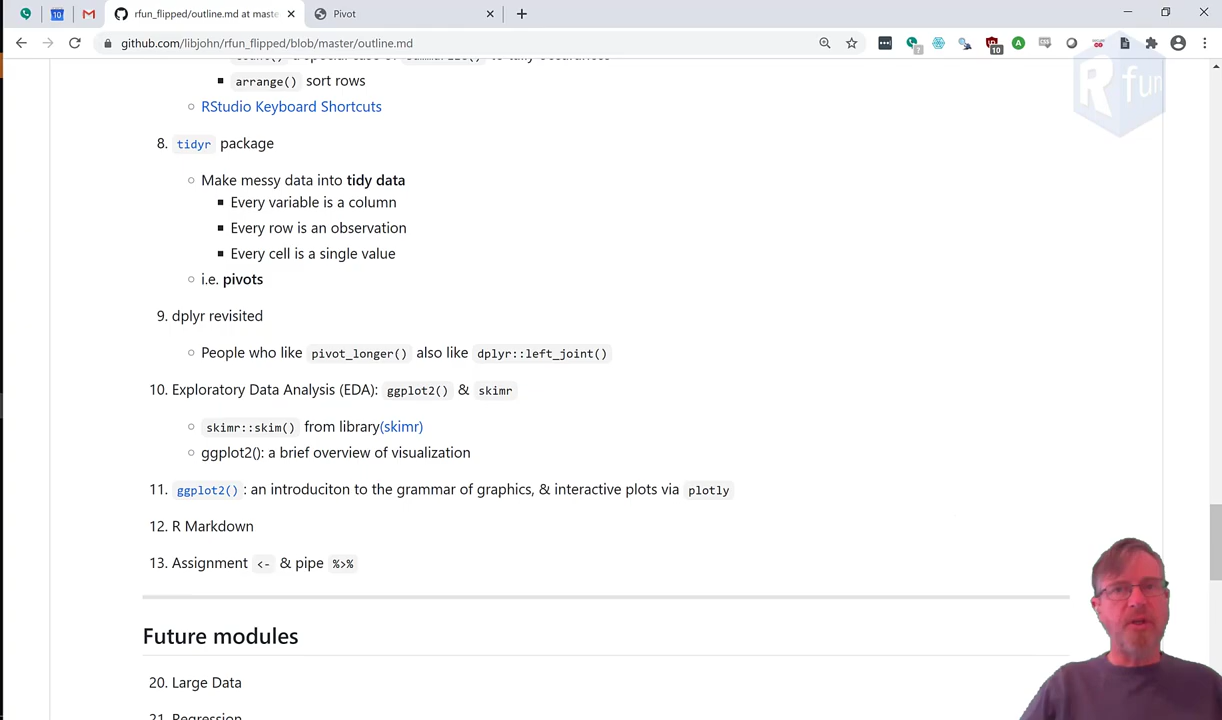 rfun_flipped/outline.md at maste
Pivot
github.com/libjohn/rfun_flipped/blob/master/outline.md
R fun
arrange() sort rows
RStudio Keyboard Shortcuts
8. tidyr package
Make messy data into tidy data
Every variable is a column
Every row is an observation
Every cell is a single value
i.e. pivots
9. dplyr revisited
People who like pivot_longer() also like dplyr::left_joint()
10. Exploratory Data Analysis (EDA): ggplot2() & skimr
skimr::skim() from library(skimr)
ggplot2(): a brief overview of visualization
11. ggplot2() : an introduciton to the grammar of graphics, & interactive plots via plotly
12. R Markdown
13. Assignment <- & pipe %>%
Future modules
20. Large Data
21. Regression